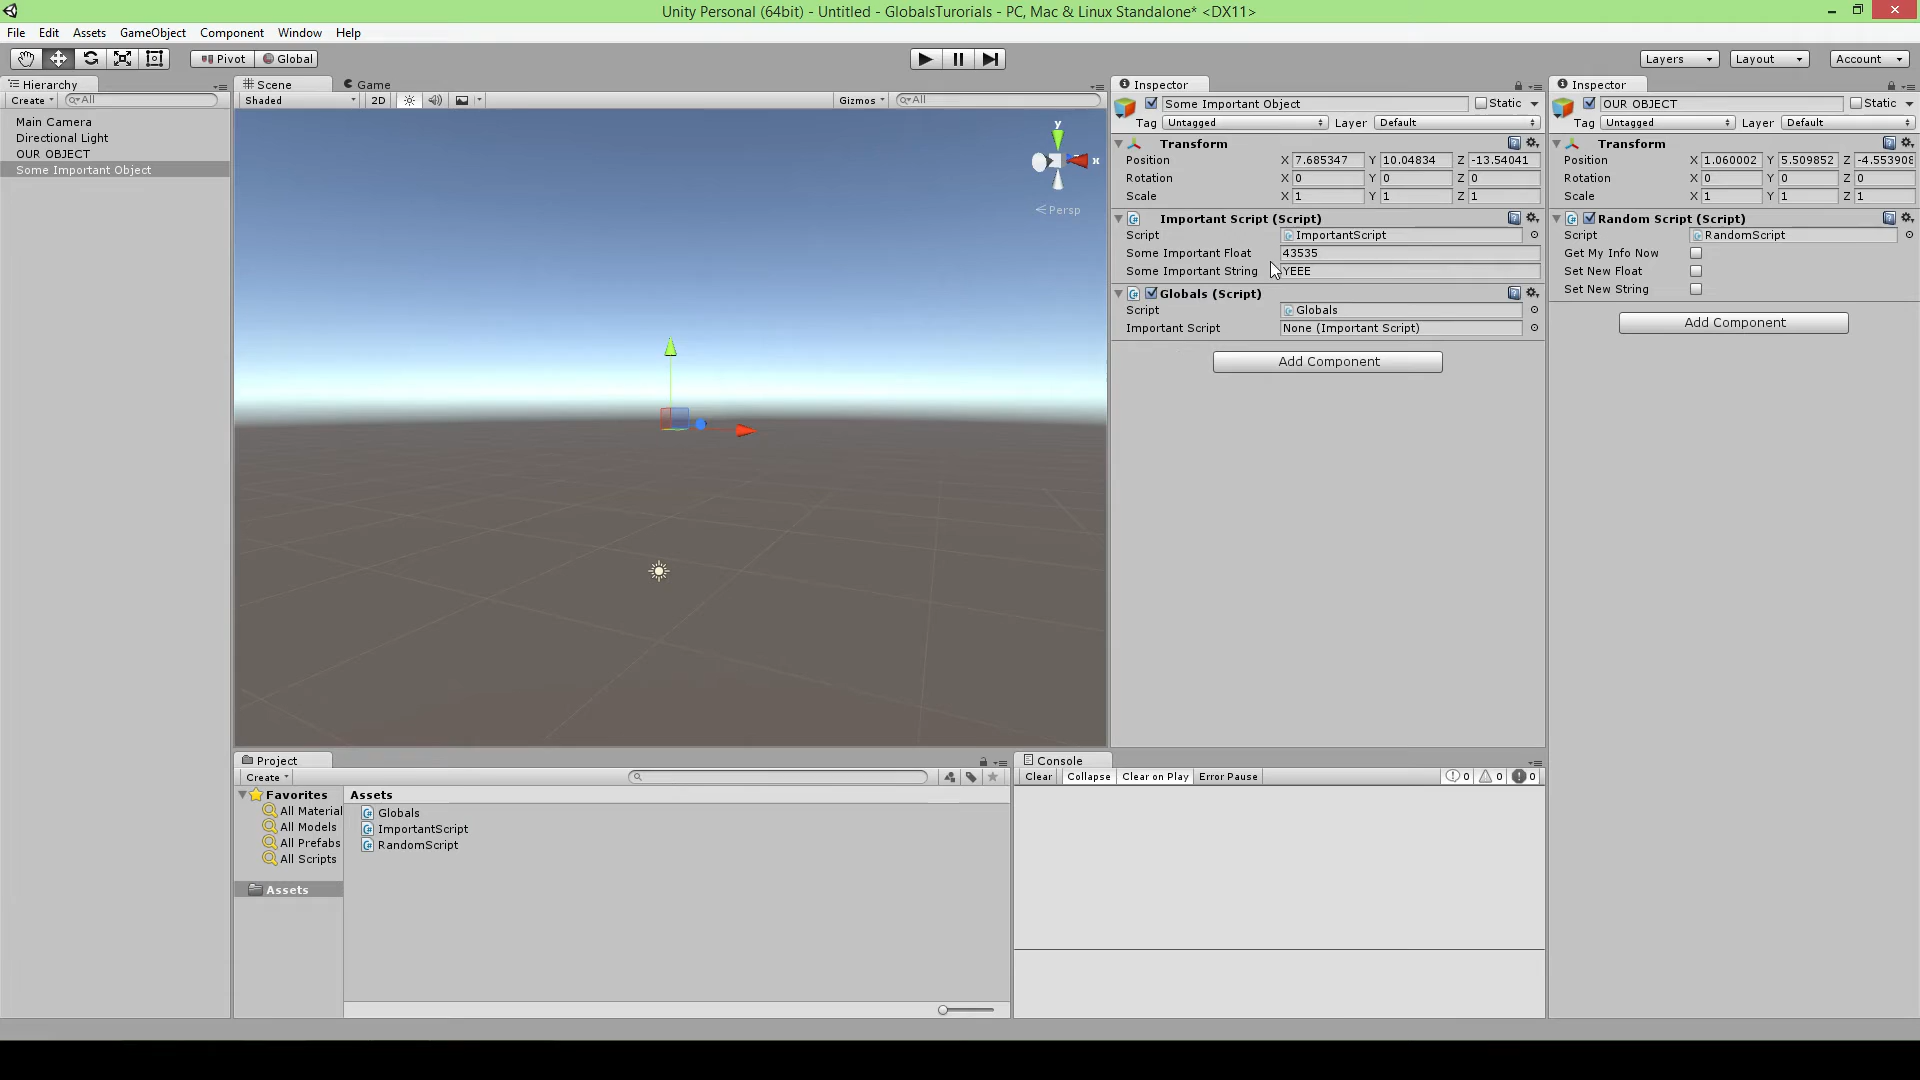 Unity Personal (64bit) - Untitled - GlobalsTurorials - PC, Mac & Linux Standalone* <DX11>
File Edit Assets GameObject Component Window Help
Pivot Global Layers Layout Account
Hierarchy
Create All
Main Camera
Directional Light
OUR OBJECT
Some Important Object
Scene Game
Shaded 2D Gizmos All
y
x
Persp
Inspector
Some Important Object Static
Tag Untagged Layer Default
Transform
Position X 7.685347 Y 10.04834 Z -13.54041
Rotation X 0 Y 0 Z 0
Scale X 1 Y 1 Z 1
Important Script (Script)
Script ImportantScript
Some Important Float 43535
Some Important String YEEE
Globals (Script)
Script Globals
Important Script None (Important Script)
Add Component
Inspector
OUR OBJECT Static
Tag Untagged Layer Default
Transform
Position X 1.060002 Y 5.509852 Z -4.553908
Rotation X 0 Y 0 Z 0
Scale X 1 Y 1 Z 1
Random Script (Script)
Script RandomScript
Get My Info Now
Set New Float
Set New String
Add Component
Project
Create
Favorites
All Material
All Models
All Prefabs
All Scripts
Assets
Assets
Globals
ImportantScript
RandomScript
Console
Clear Collapse Clear on Play Error Pause 0 0 0